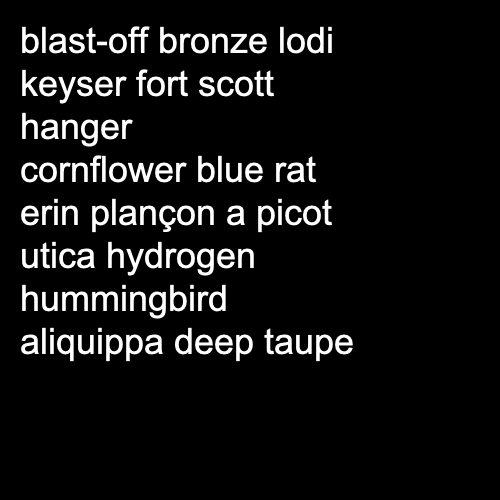 blast-off bronze lodi
keyser fort scott
hanger
cornflower blue rat
erin plançon a picot
utica hydrogen
hummingbird
aliquippa deep taupe